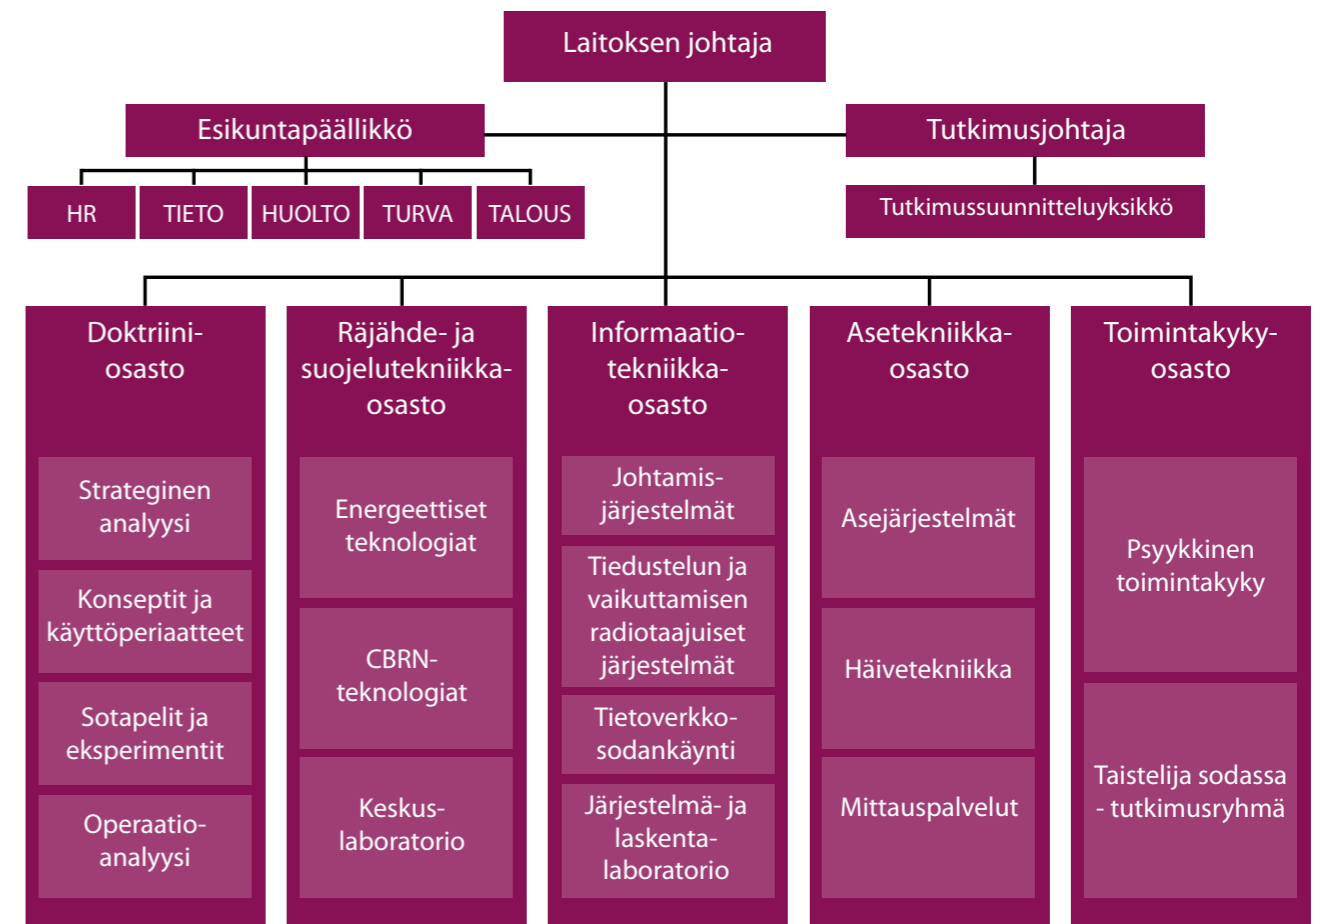 Laitoksen johtaja
Esikuntapäällikkö
Tutkimusjohtaja
HR
TIETO
HUOLTO
TURVA
TALOUS
Tutkimussuunnitteluyksikkö
Doktriini-
osasto
Strateginen
analyysi
Konseptit ja
käyttöperiaatteet
Sotapelit ja
eksperimentit
Operaatio-
analyysi
Räjähde- ja
suojelutekniikka-
osasto
Energeettiset
teknologiat
CBRN-
teknologiat
Keskus-
laboratorio
Informaatio-
tekniikka-
osasto
Johtamis-
järjestelmät
Tiedustelun ja
vaikuttamisen
radiotaajuiset
järjestelmät
Tietoverkko-
sodankäynti
Järjestelmä- ja
laskenta-
laboratorio
Asetekniikka-
osasto
Asejärjestelmät
Häivetekniikka
Mittauspalvelut
Toimintakyky-
osasto
Psyykkinen
toimintakyky
Taistelija sodassa
- tutkimusryhmä